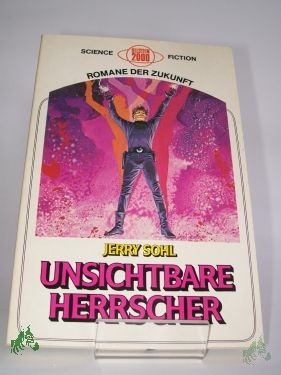 SCIENCE FICTION
2000
ROMANE DER ZUKUNFT
JERRY SOHL
UNSICHTBARE
HERRSCHER